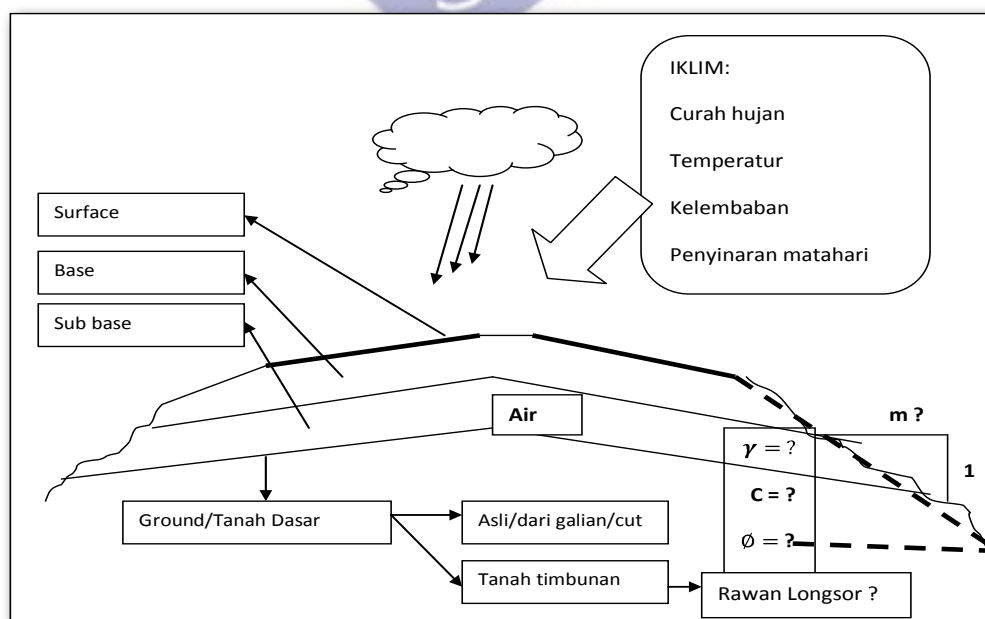 IKLIM:
Curah hujan
Temperatur
Kelembaban
Penyinaran matahari
Surface
Base
Sub base
Air
m ?
1
γ = ?
C = ?
∅ = ?
Ground/Tanah Dasar
Asli/dari galian/cut
Tanah timbunan
Rawan Longsor ?